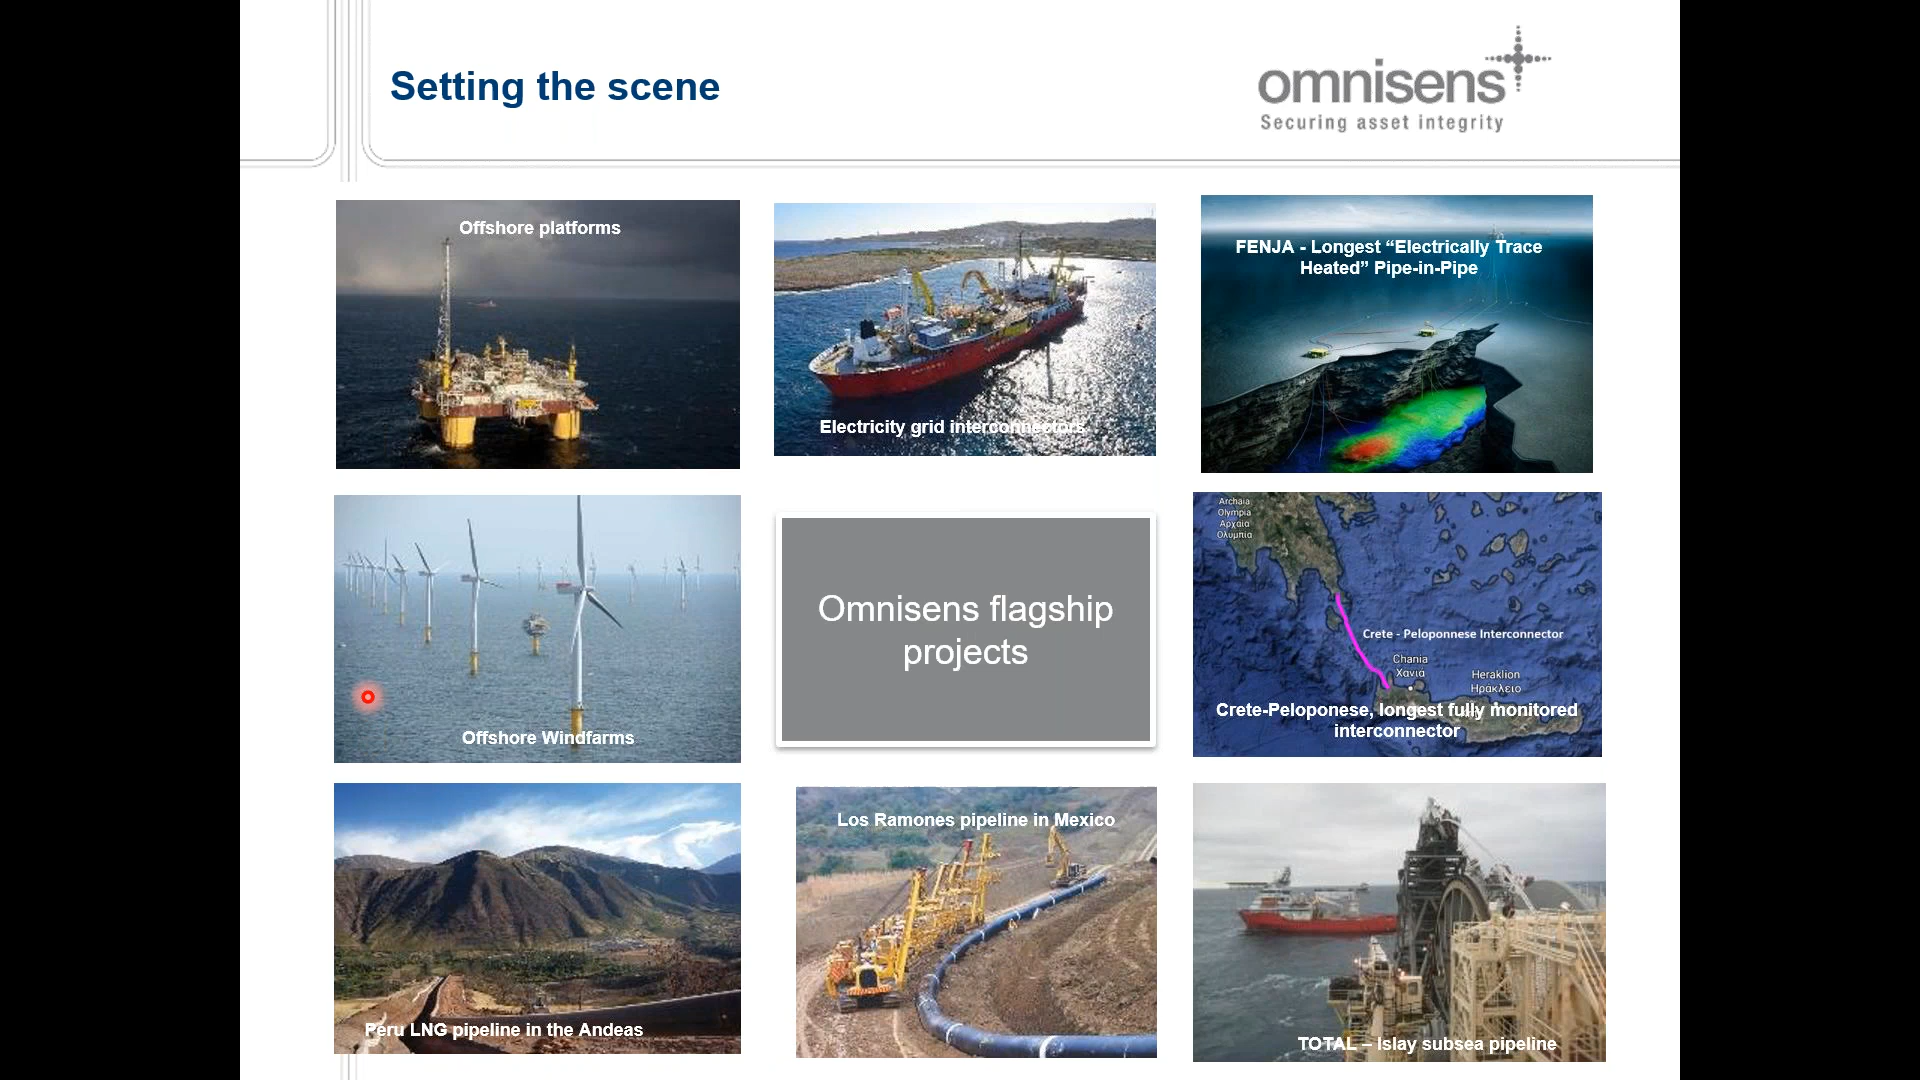 Setting the scene
omnisens
Securing asset integrity
Offshore platforms
Electricity grid interconnectors
FENJA - Longest “Electrically Trace
Heated” Pipe-in-Pipe
Offshore Windfarms
Omnisens flagship
projects
Archaia
Olympia
Αρχαία
Ολυμπία
Crete - Peloponnese Interconnector
Chania
Χανιά
Heraklion
Ηράκλειο
Crete-Peloponese, longest fully monitored
interconnector
Peru LNG pipeline in the Andeas
Los Ramones pipeline in Mexico
TOTAL – Islay subsea pipeline